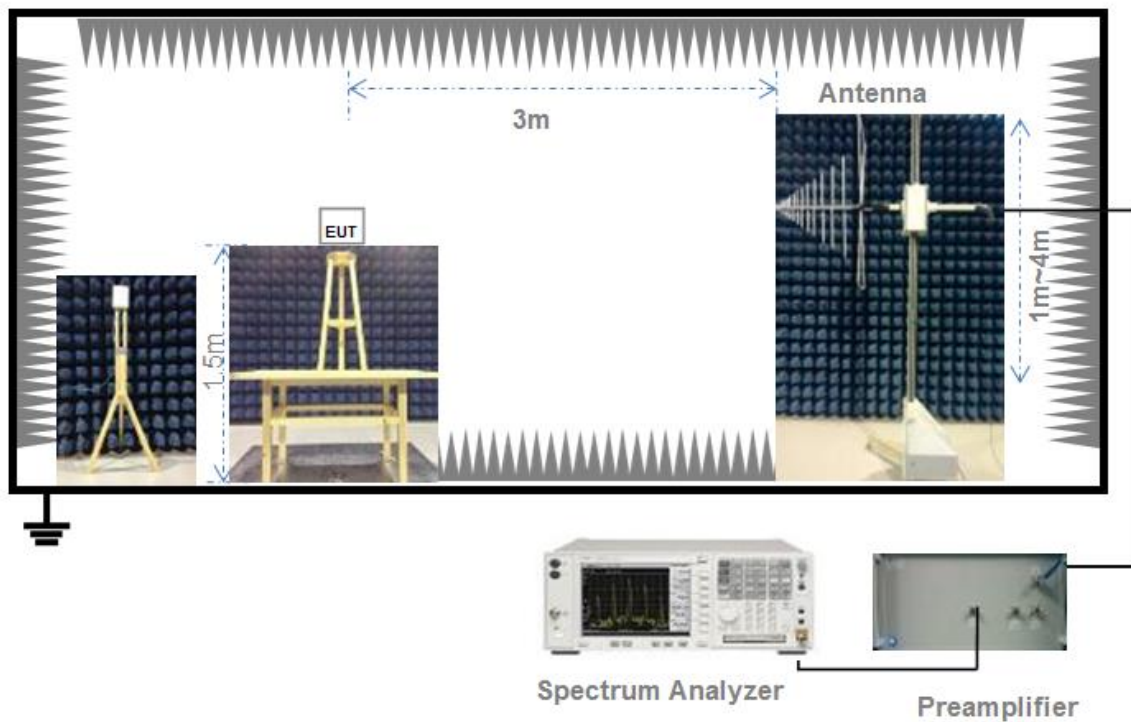 Antenna
3m
EUT
1.5m
1m~4m
Spectrum Analyzer
Preamplifier